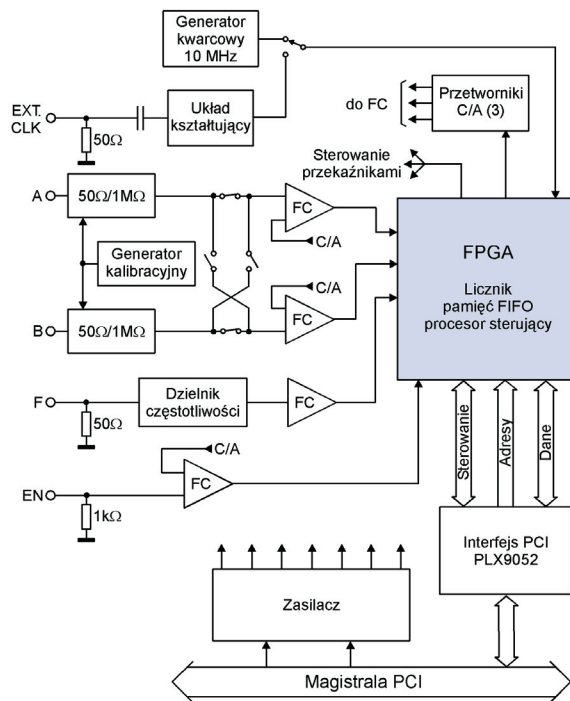 Generator
kwarcowy
10 MHz
EXT.
CLK
50Ω
Układ
kształtujący
do FC
Przetworniki
C/A (3)
Sterowanie
przekaźnikami
A
50Ω/1MΩ
FC
C/A
Generator
kalibracyjny
C/A
B
50Ω/1MΩ
FC
FPGA
Licznik
pamięć FIFO
procesor sterujący
F
50Ω
Dzielnik
częstotliwości
FC
C/A
EN
1kΩ
FC
Sterowanie
Adresy
Dane
Interfejs PCI
PLX9052
Zasilacz
Magistrala PCI